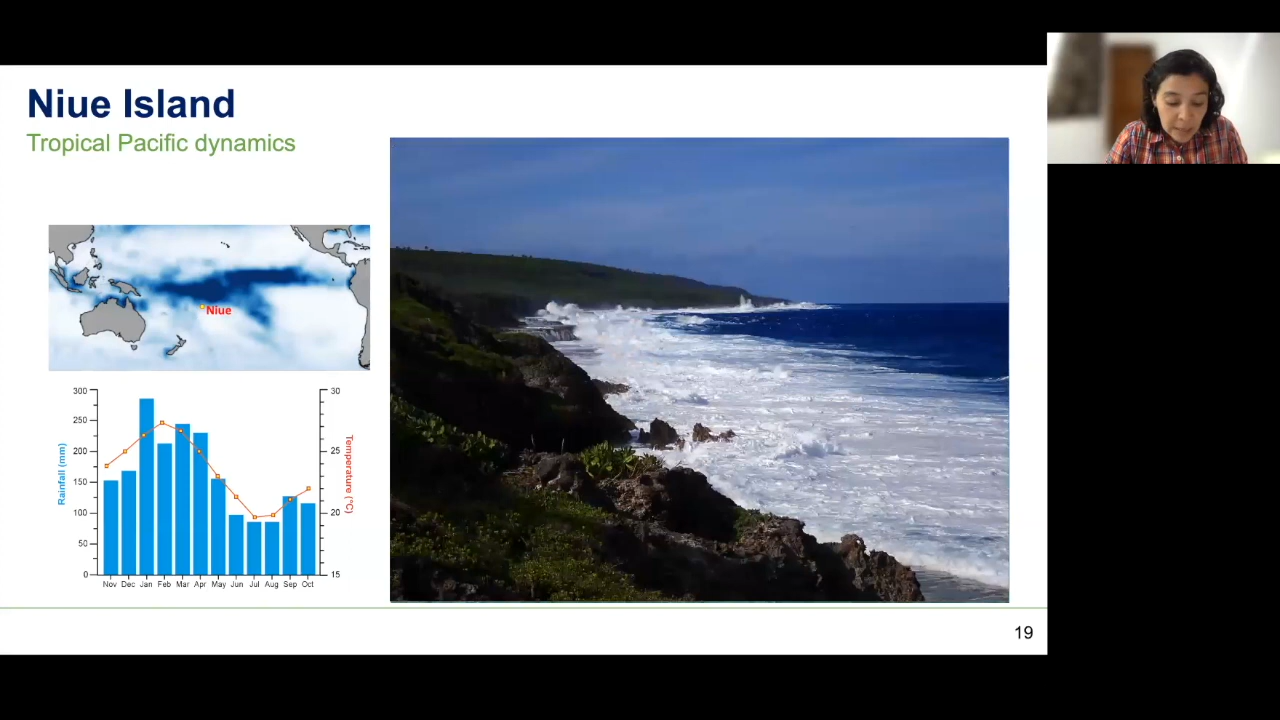 Niue Island
Tropical Pacific dynamics
Niue
300
250
200
150
100
50
0
Rainfall (mm)
30
25
20
15
Temperature (°C)
Nov Dec Jan Feb Mar Apr May Jun Jul Aug Sep Oct
19